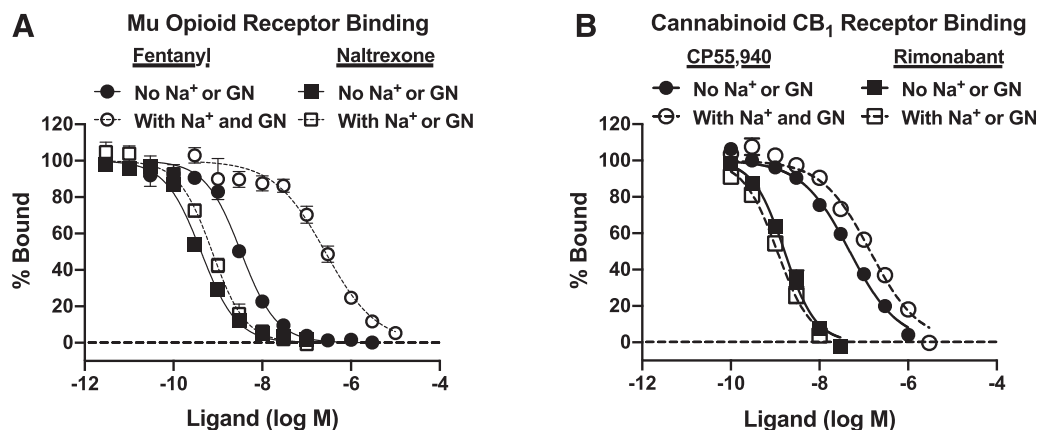 A
Mu Opioid Receptor Binding
Fentanyl
Naltrexone
No Na+ or GN
No Na+ or GN
With Na+ and GN
With Na+ or GN
120
100
80
60
40
20
0
% Bound
-12
-10
-8
-6
-4
Ligand (log M)
B
Cannabinoid CB1 Receptor Binding
CP55,940
Rimonabant
No Na+ or GN
No Na+ or GN
With Na+ and GN
With Na+ or GN
120
100
80
60
40
20
0
% Bound
-12
-10
-8
-6
-4
Ligand (log M)